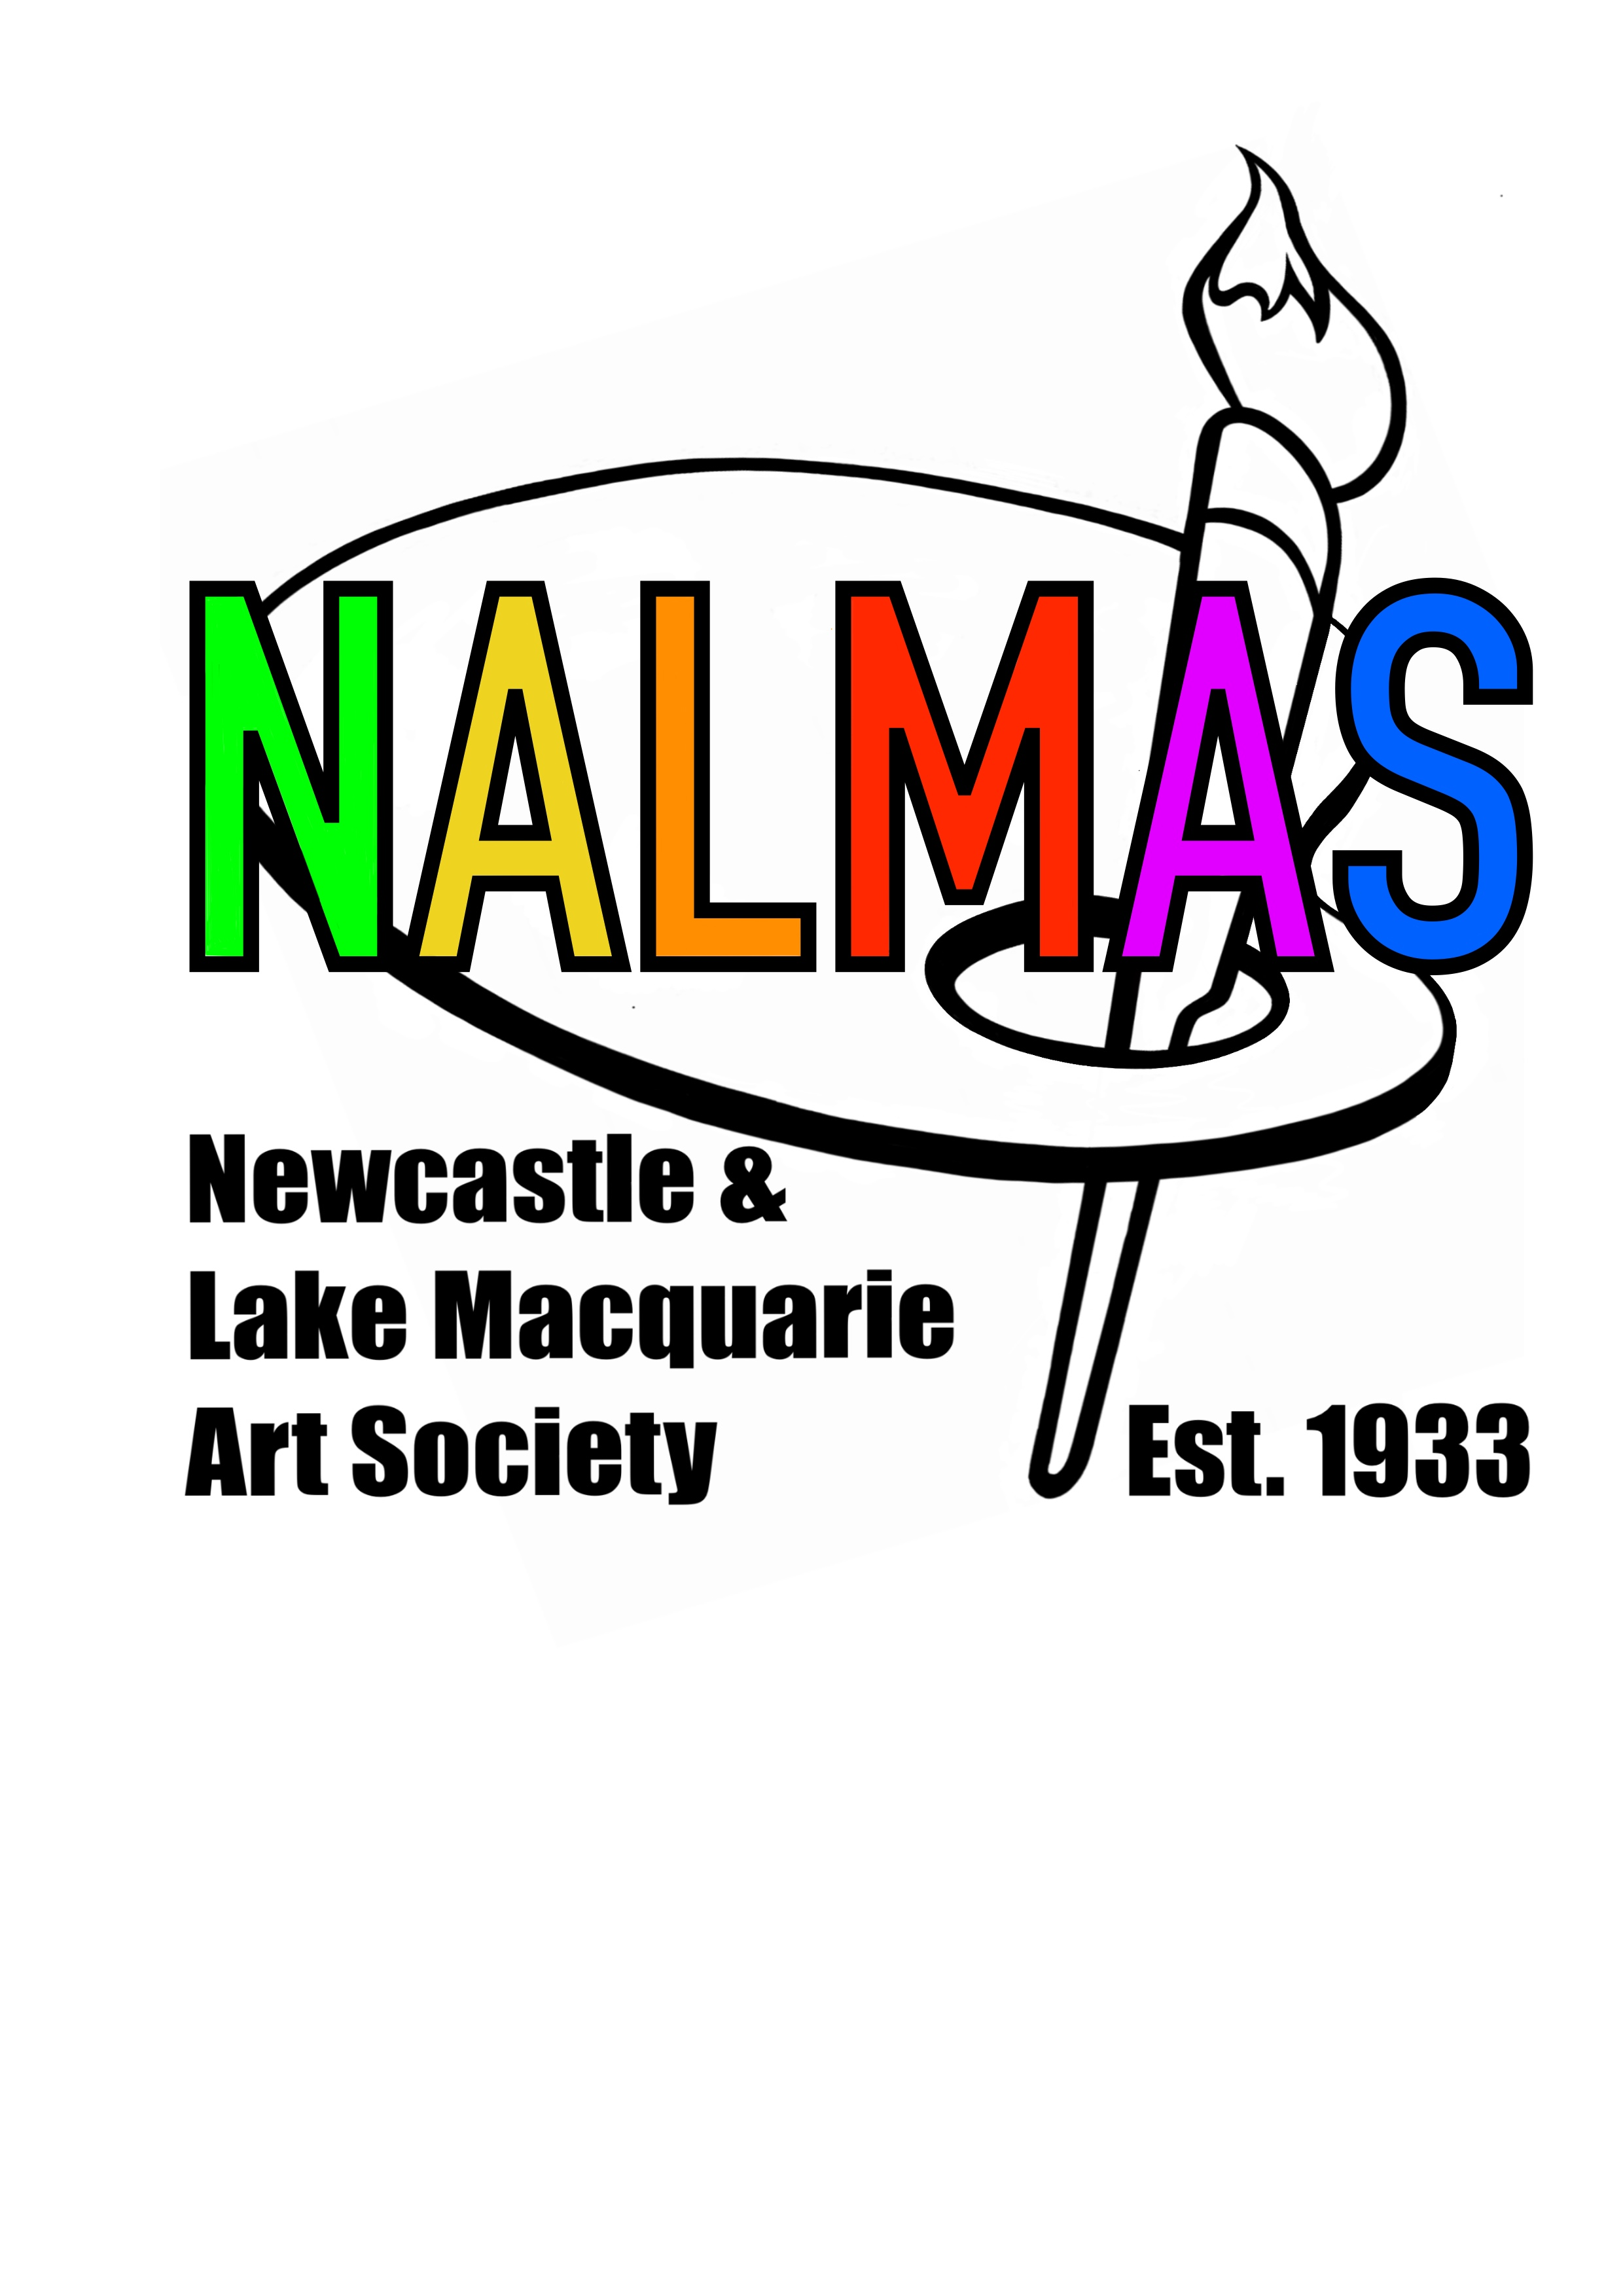 NALMAS
Newcastle &
Lake Macquarie
Art Society
Est. 1933